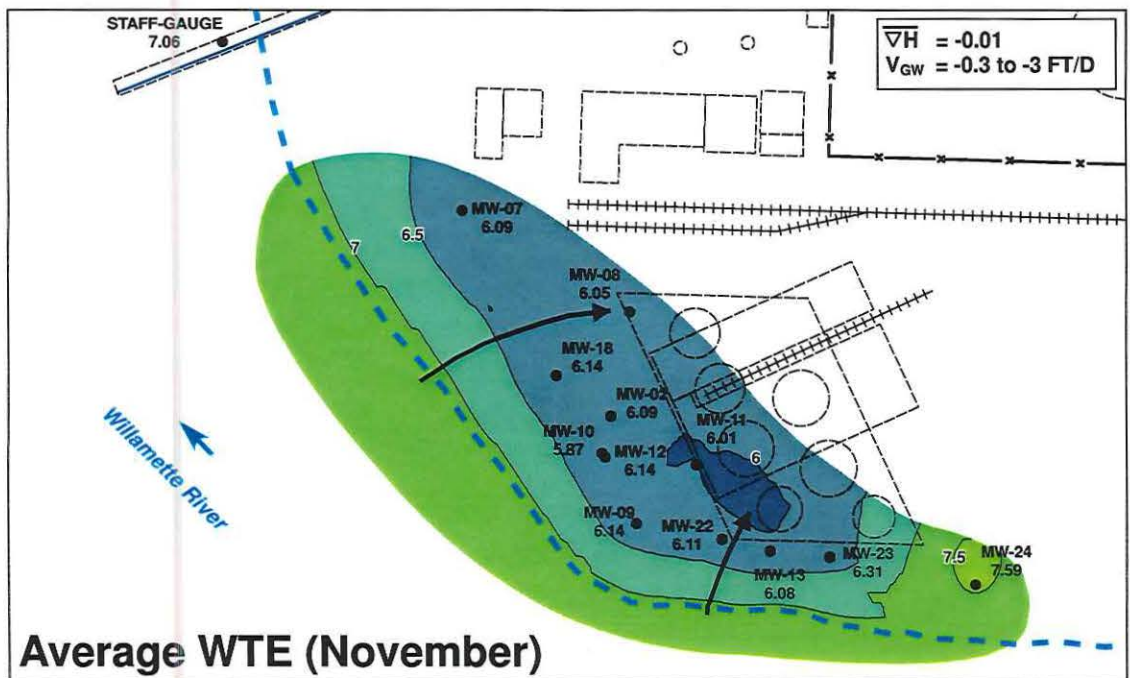 STAFF-GAUGE
7.06
∇H = -0.01
V_GW = -0.3 to -3 FT/D
MW-07
6.09
6.5
7
MW-08
6.05
MW-18
6.14
MW-02
6.09
MW-11
6.01
MW-10
5.87
MW-12
6.14
6
Willamette River
MW-09
6.14
MW-22
6.11
MW-23
6.31
MW-13
6.08
7.5
MW-24
7.59
Average WTE (November)